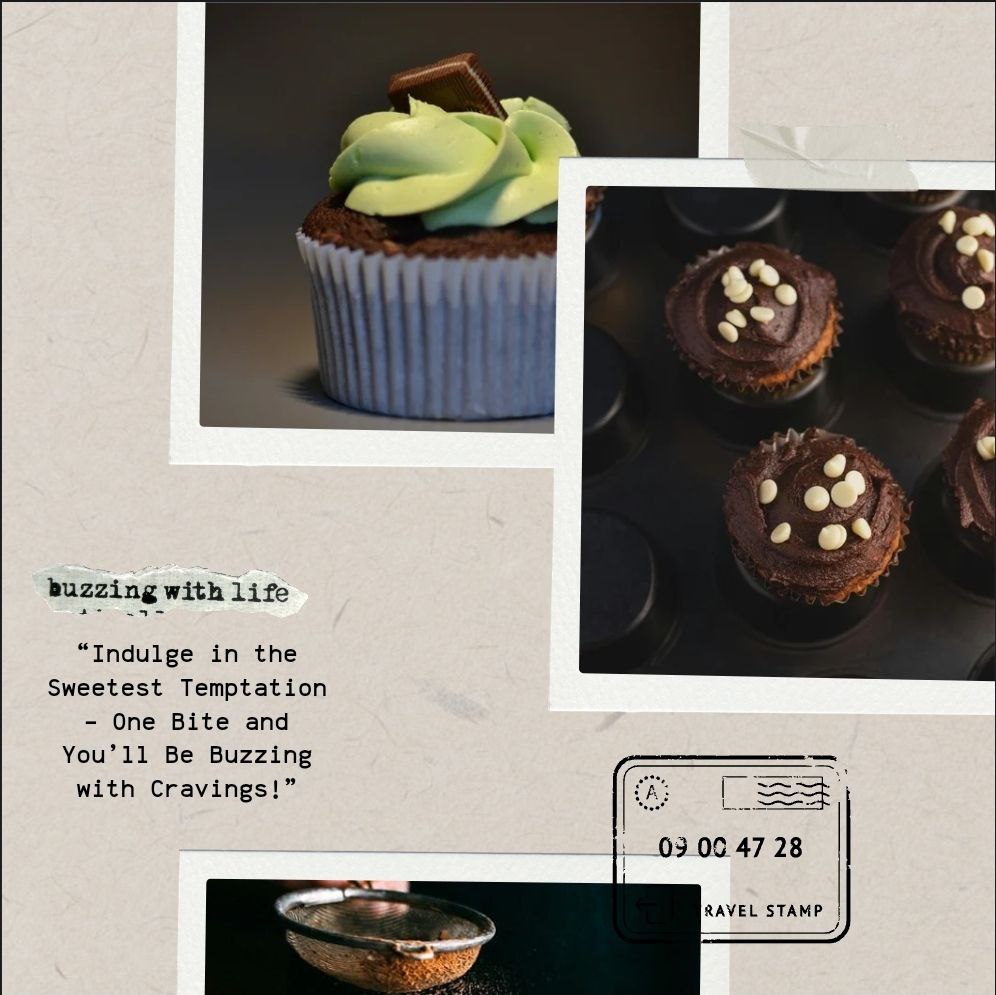 buzzing with life
“Indulge in the
Sweetest Temptation
– One Bite and
You’ll Be Buzzing
with Cravings!”
A
09 00 47 28
TRAVEL STAMP